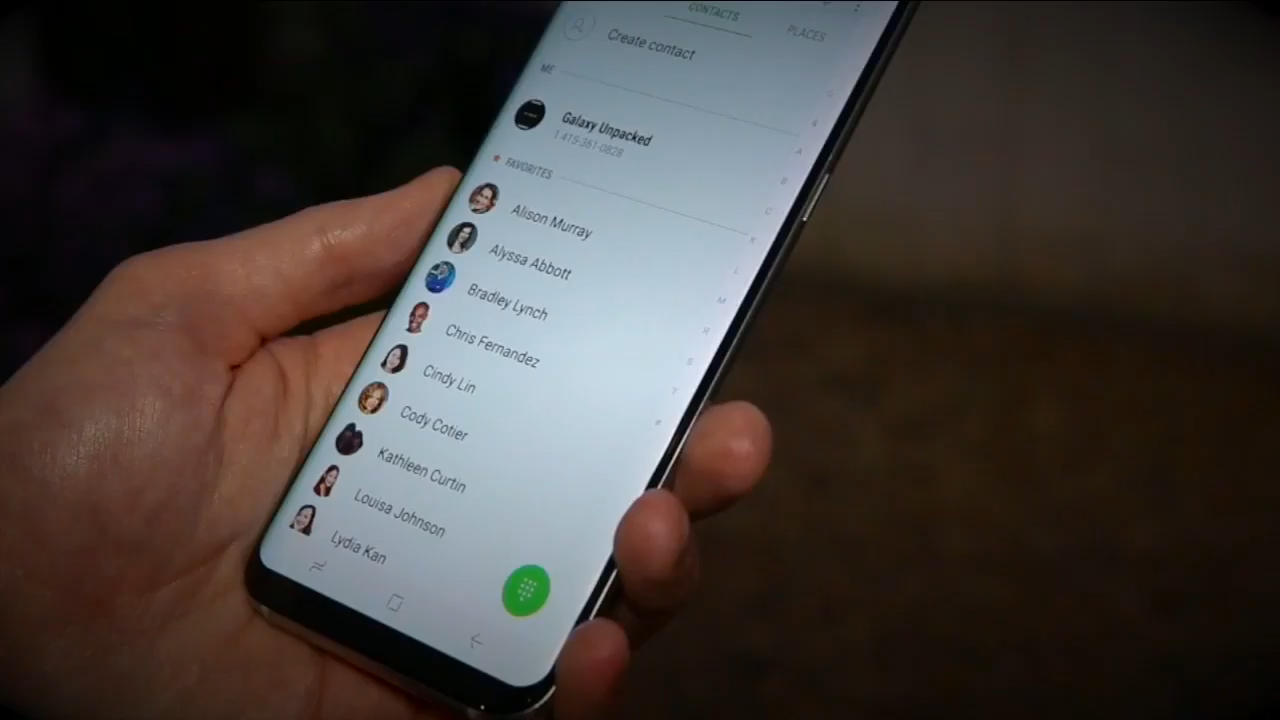 CONTACTS
PLACES
Create contact
ME
Galaxy Unpacked
1 415-361-0828
FAVORITES
Alison Murray
Alyssa Abbott
Bradley Lynch
Chris Fernandez
Cindy Lin
Cody Cotier
Kathleen Curtin
Louisa Johnson
Lydia Kan
A
B
C
K
L
M
R
S
T
#